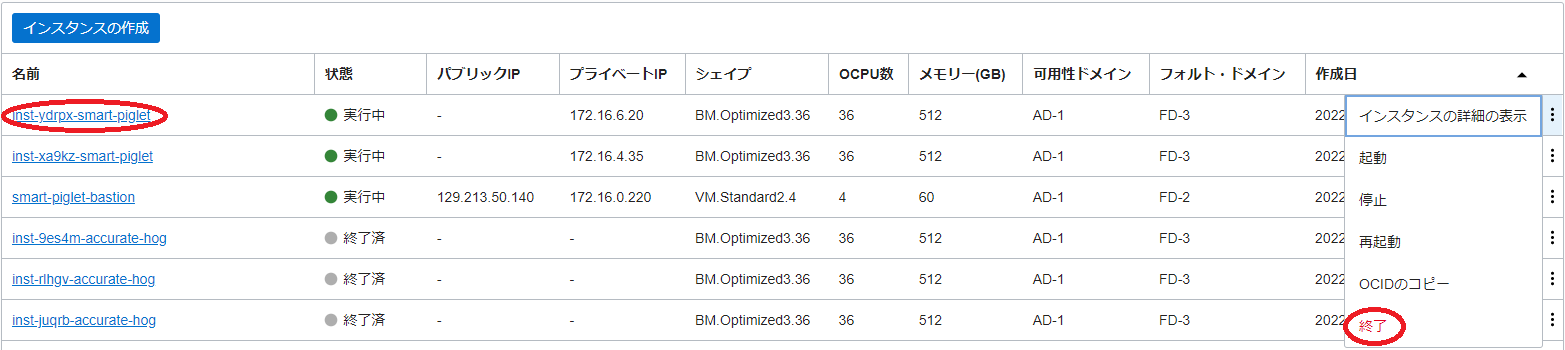 インスタンスの作成
名前 状態 パブリックIP プライベートIP シェイプ OCPU数 メモリー(GB) 可用性ドメイン フォルト・ドメイン 作成日
inst-ydrpx-smart-piglet 実行中 - 172.16.6.20 BM.Optimized3.36 36 512 AD-1 FD-3 2022 インスタンスの詳細の表示
inst-xa9kz-smart-piglet 実行中 - 172.16.4.35 BM.Optimized3.36 36 512 AD-1 FD-3 2022 起動
smart-piglet-bastion 実行中 129.213.50.140 172.16.0.220 VM.Standard2.4 4 60 AD-1 FD-2 2022 停止
inst-9es4m-accurate-hog 終了済 - - BM.Optimized3.36 36 512 AD-1 FD-3 2022 再起動
inst-rlhgv-accurate-hog 終了済 - - BM.Optimized3.36 36 512 AD-1 FD-3 2022 OCIDのコピー
inst-juqrb-accurate-hog 終了済 - - BM.Optimized3.36 36 512 AD-1 FD-3 2022 終了